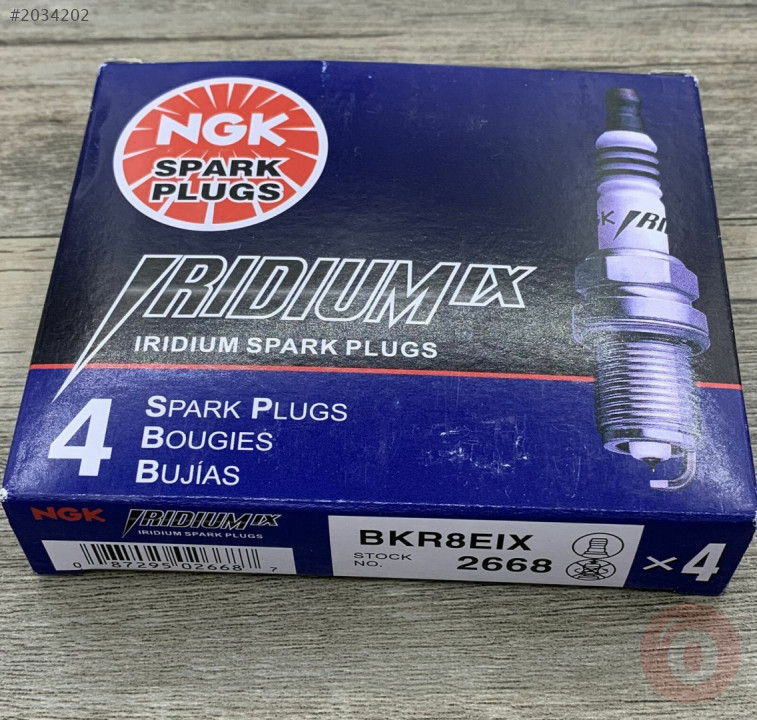 #2034202
NGK
SPARK
PLUGS
IRIDIUM IX
IRIDIUM SPARK PLUGS
4
SPARK PLUGS
BOUGIES
BUJÍAS
NGK
IRIDIUM IX
IRIDIUM SPARK PLUGS
0 87295 02668 7
BKR8EIX
STOCK
NO. 2668
×4